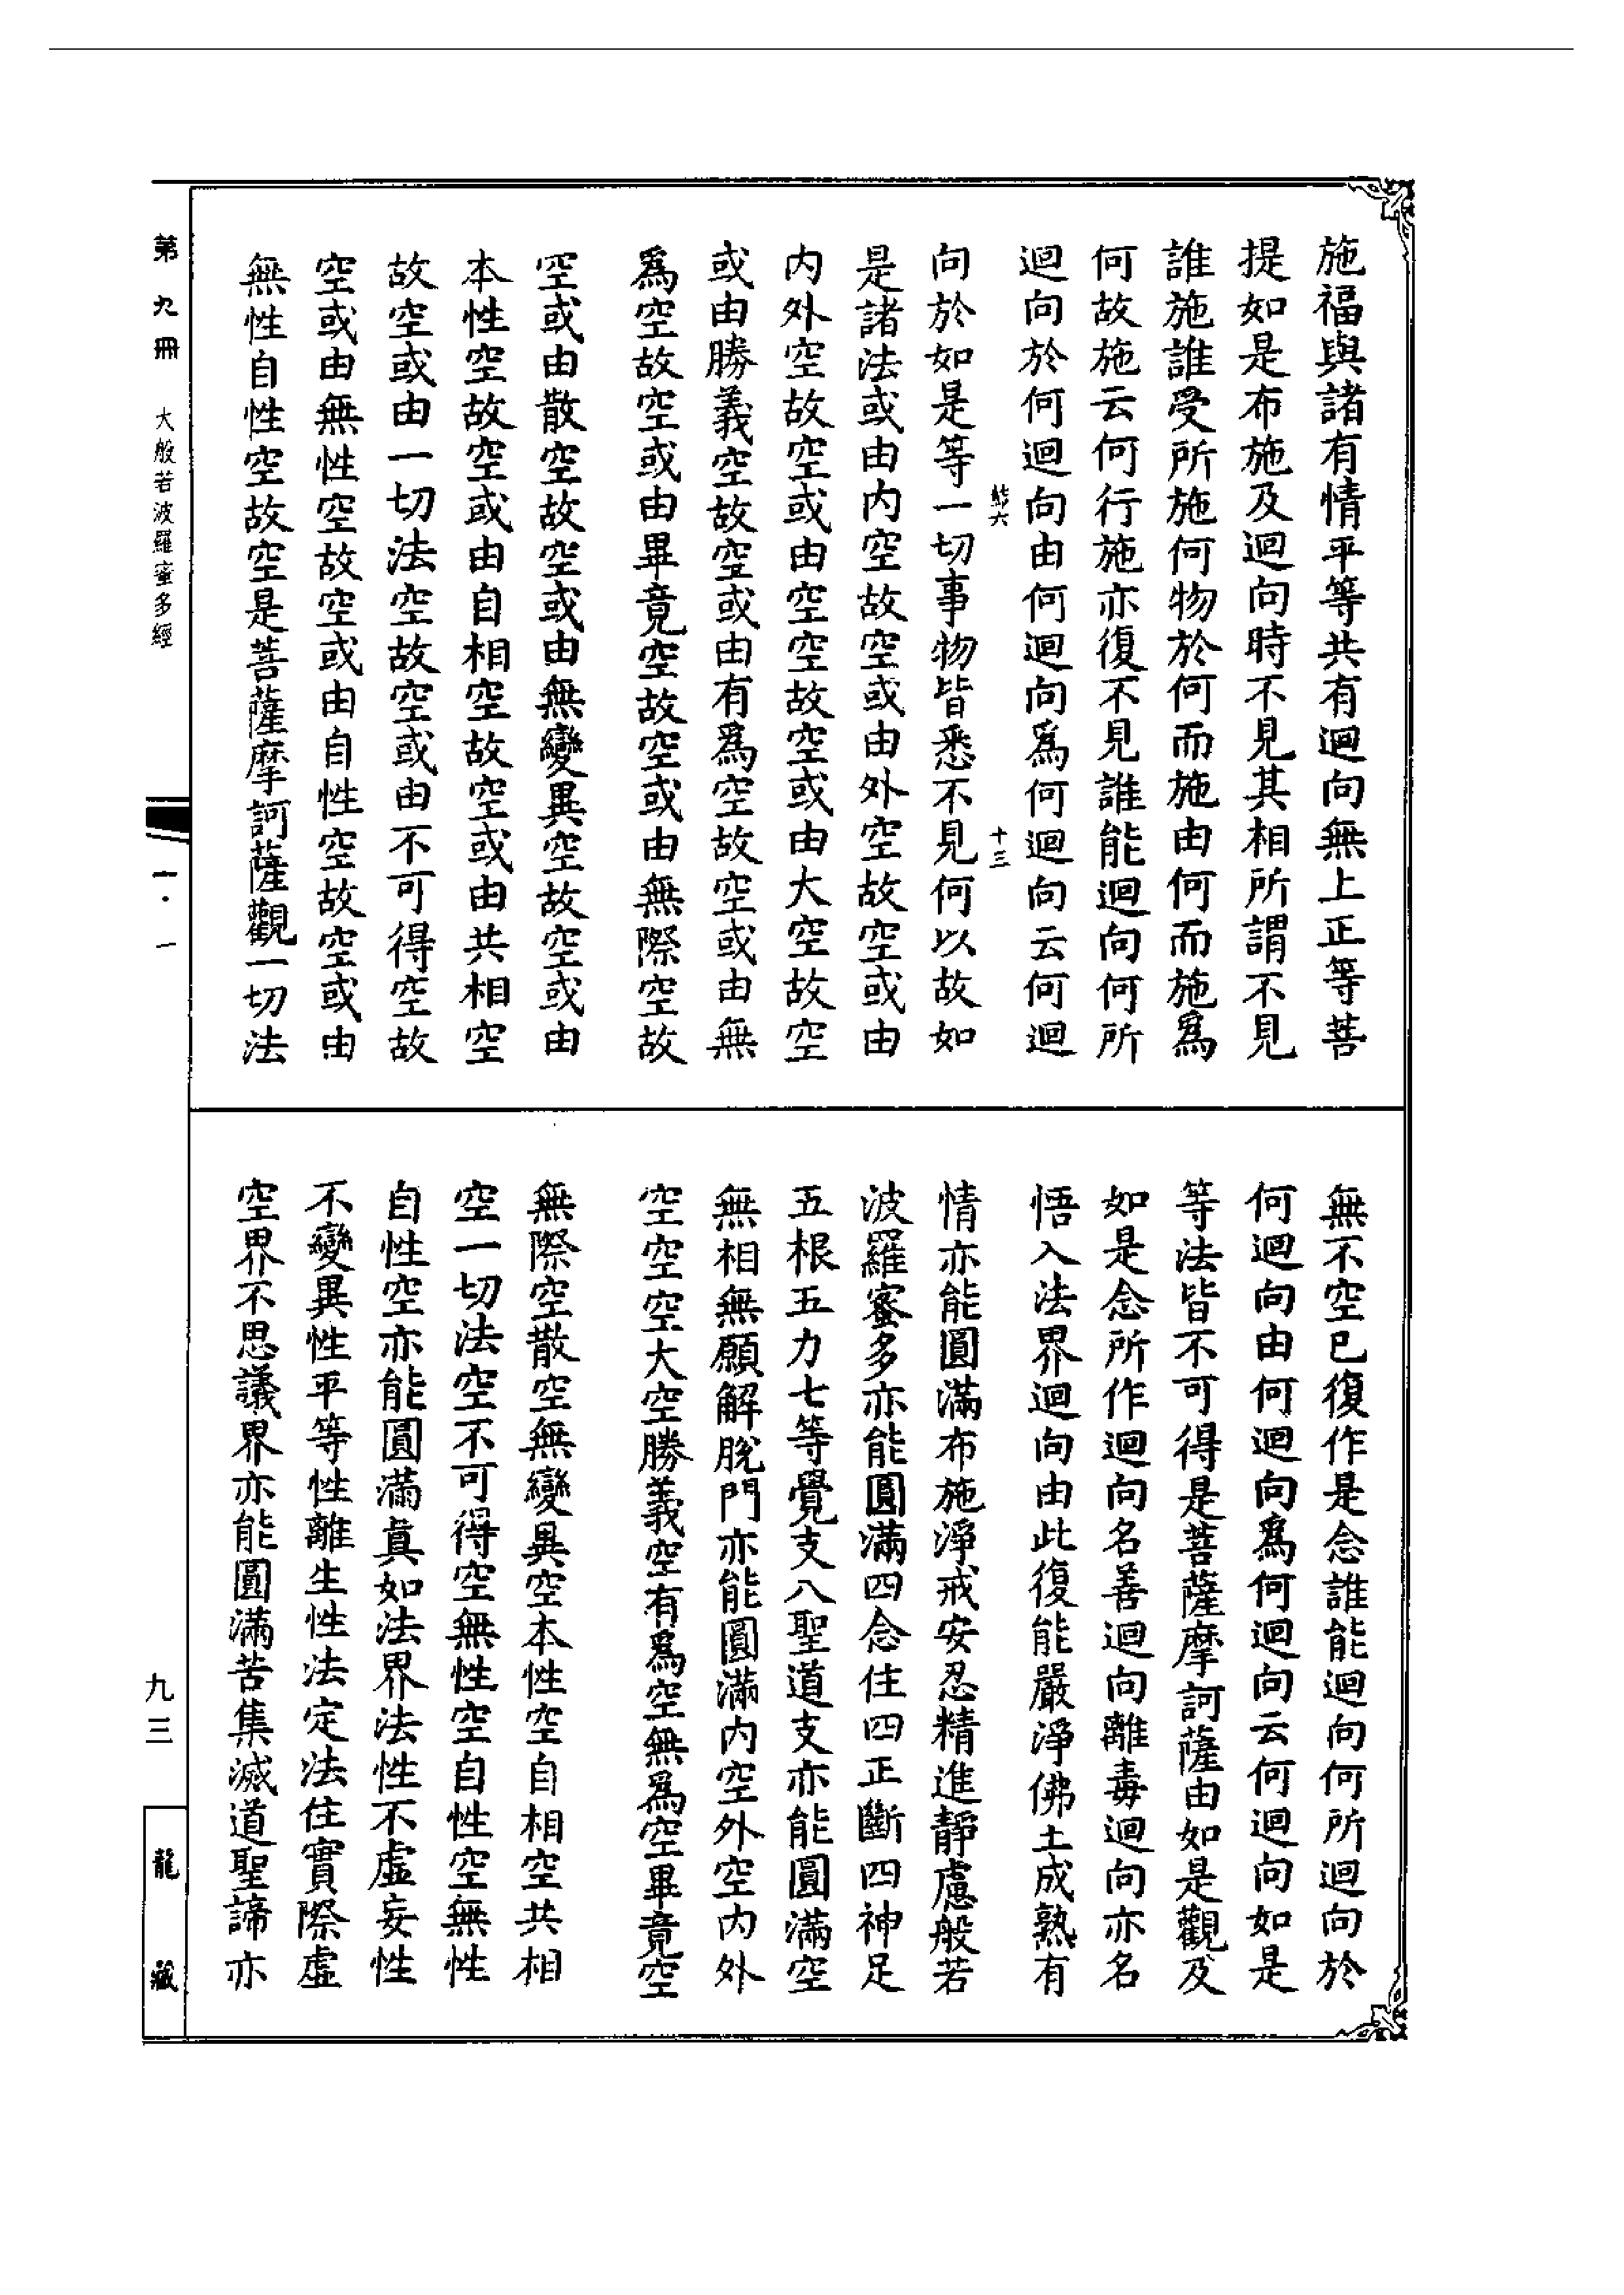 施福與諸有情平等共有迴向無上正等菩
提如是布施及迴向時不見其相所謂不見
誰施誰受所施何物於何而施由何而施爲
何故施云何行施亦復不見誰能迴向何所
迴向於何迴向由何迴向爲何迴向云何迴
十三
向於如是等一切事物皆悉不見何以故如
是諸法或由内空故空或由外空故空或由
内外空故空或由空空故空或由大空故空
或由勝義空故空或由有爲空故空或由無
爲空故空或由畢竟空故空或由無際空故
空或由散空故空或由無變異空故空或由
本性空故空或由自相空故空或由共相空
故空或由一切法空故空或由不可得空故
空或由無性空故空或由自性空故空或由
無性自性空故空是菩薩摩訶薩觀一切法
無不空已復作是念誰能迴向何所迴向於
何迴向由何迴向爲何迴向云何迴向如是
等法皆不可得是菩薩摩訶薩由如是觀及
如是念所作迴向名善迴向離毒迴向亦名
悟入法界迴向由此復能嚴淨佛土成熟有
情亦能圓滿布施淨戒安忍精進靜慮般若
波羅蜜多亦能圓滿四念住四正斷四神足
五根五力七等覺支八聖道支亦能圓滿空
無相無願解脫門亦能圓滿内空外空内外
空空空大空勝義空有爲空無爲空畢竟空
無際空散空無變異空本性空自相空共相
空一切法空不可得空無性空自性空無性
自性空亦能圓滿真如法界法性不虛妄性
不變異性平等性離生性法定法住實際虛
空界不思議界亦能圓滿苦集滅道聖諦亦
第九冊 大般若波羅蜜多經
一·一
九三
龍藏